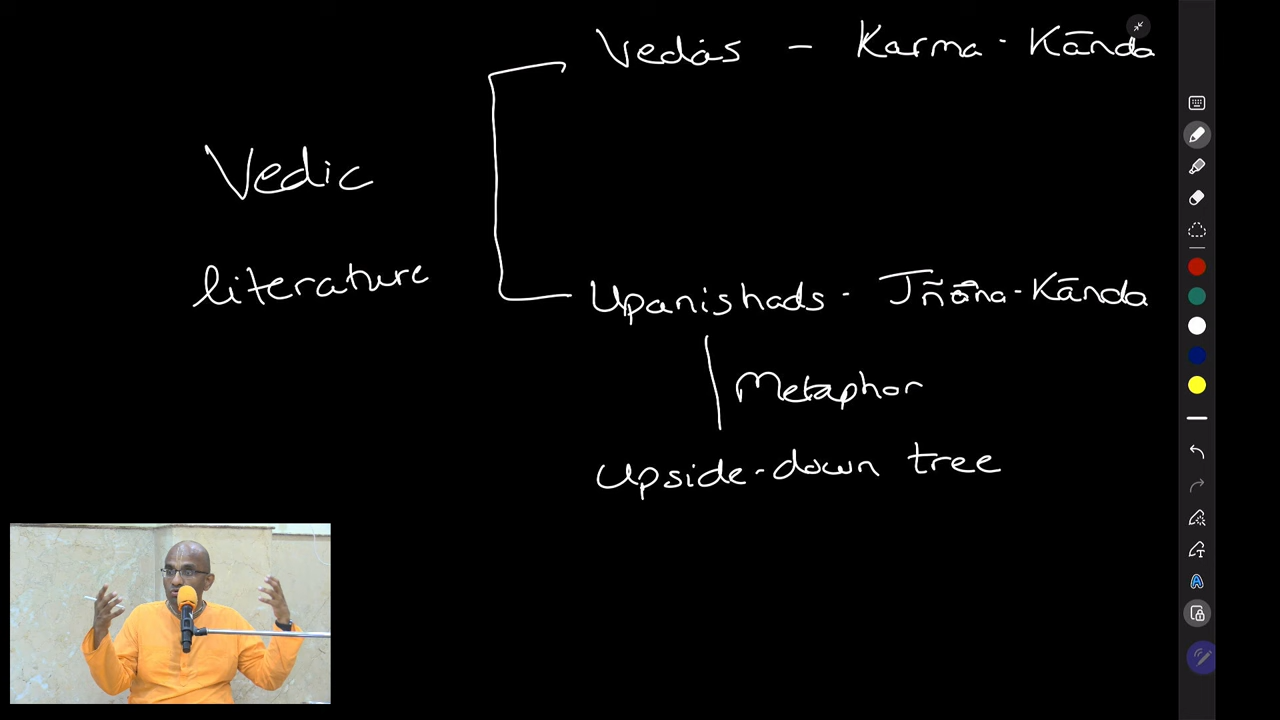 Vedas - Karma-Kānda
Vedic
literature
Upanishads - Jñāna-Kānda
Metaphor
Upside-down tree